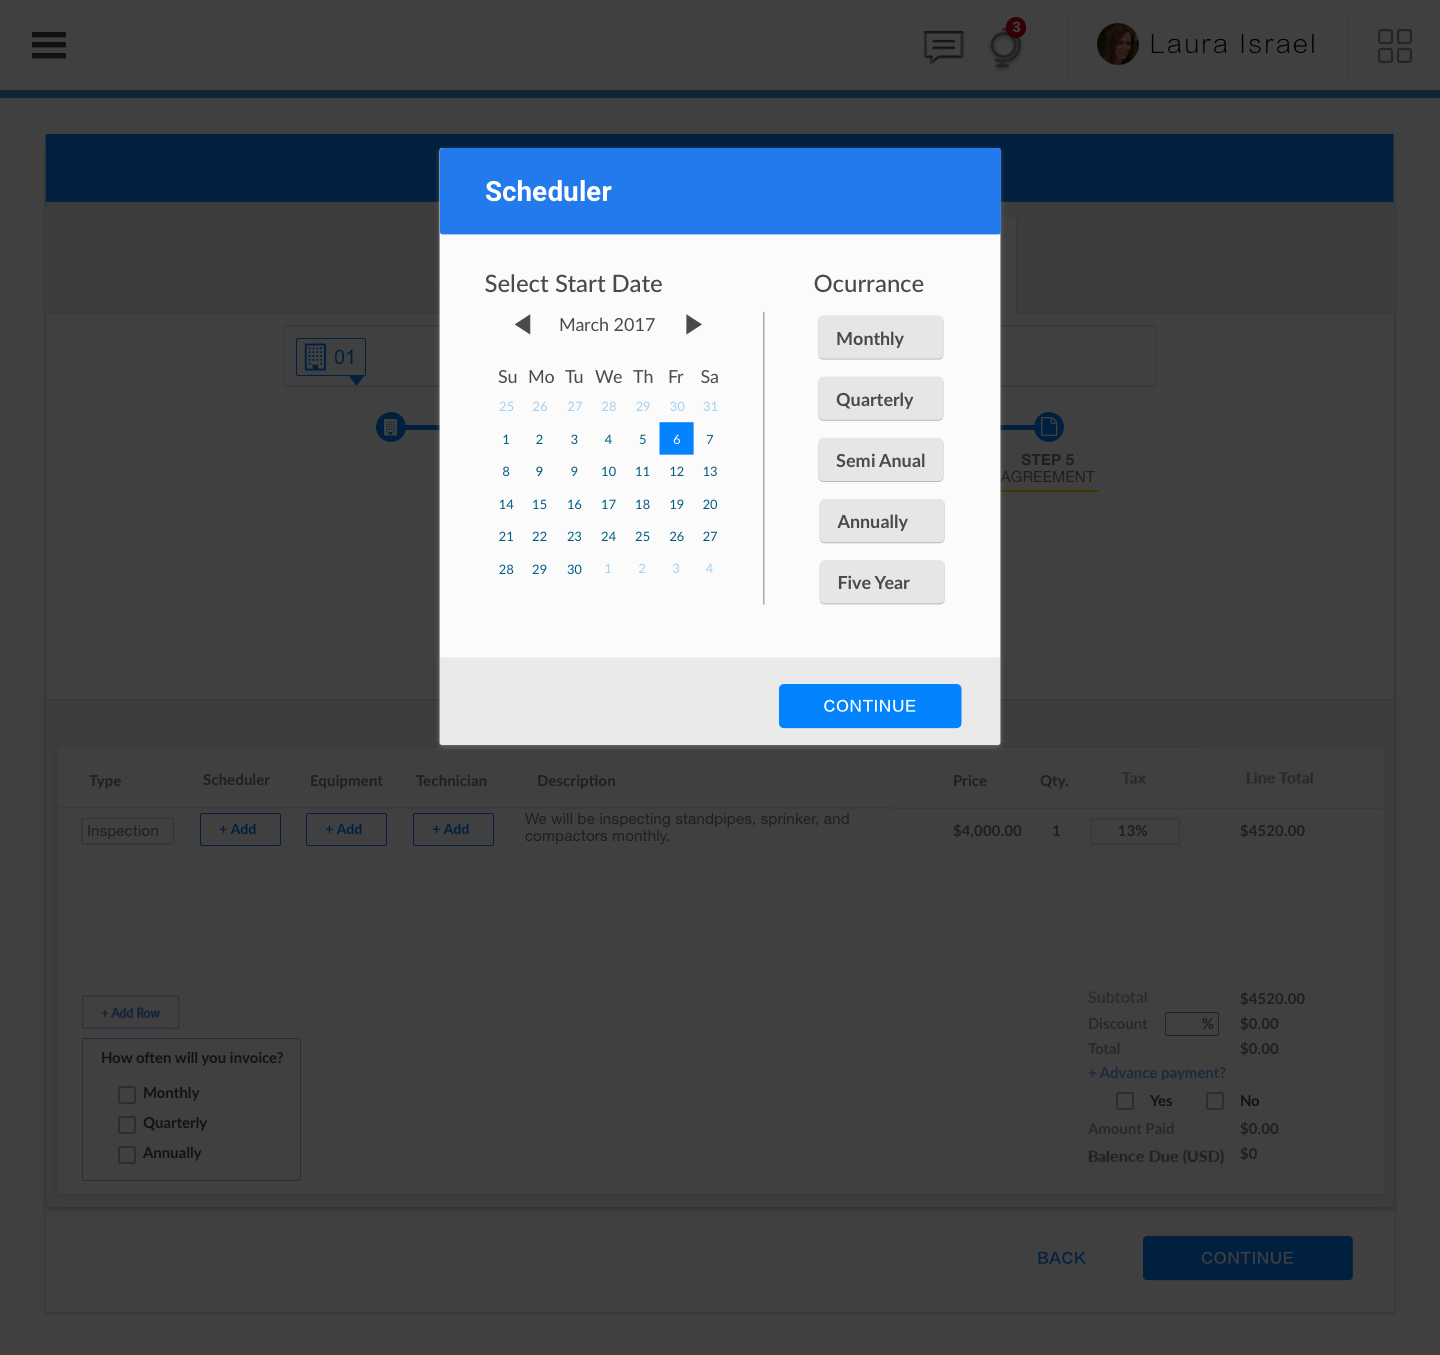 3
Laura Israel
Scheduler
Select Start Date
Ocurrance
March 2017
Su Mo Tu We Th Fr Sa
25 26 27 28 29 30 31
1 2 3 4 5 6 7
8 9 9 10 11 12 13
14 15 16 17 18 19 20
21 22 23 24 25 26 27
28 29 30 1 2 3 4
Monthly
Quarterly
Semi Anual
Annually
Five Year
CONTINUE
01
STEP 5
AGREEMENT
Type Scheduler Equipment Technician Description Price Qty. Tax Line Total
Inspection + Add + Add + Add We will be inspecting standpipes, sprinker, and
compactors monthly.
$4,000.00 1 13% $4520.00
+ Add Row
How often will you invoice?
Monthly
Quarterly
Annually
Subtotal $4520.00
Discount % $0.00
Total $0.00
+ Advance payment?
Yes No
Amount Paid $0.00
Balence Due (USD) $0
BACK CONTINUE